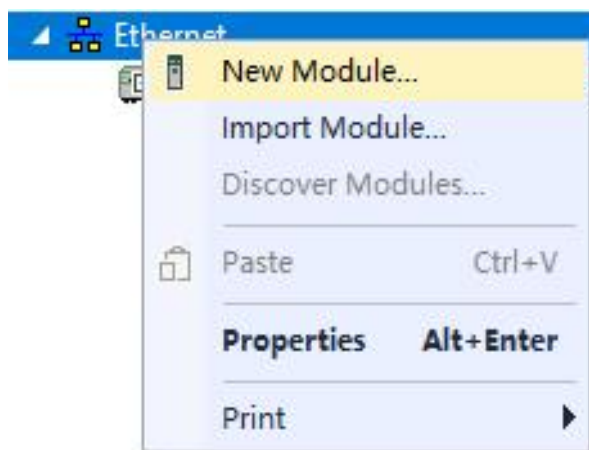 Ethernet
New Module...
Import Module...
Discover Modules...
Paste Ctrl+V
Properties Alt+Enter
Print